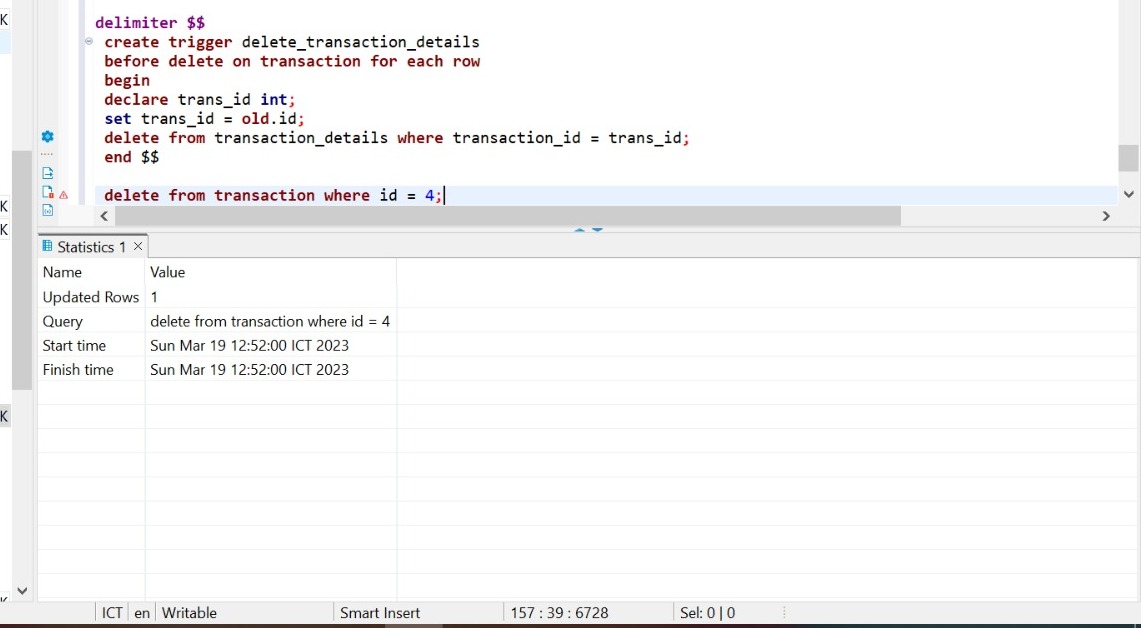 delimiter $$
create trigger delete_transaction_details
before delete on transaction for each row
begin
declare trans_id int;
set trans_id = old.id;
delete from transaction_details where transaction_id = trans_id;
end $$
delete from transaction where id = 4;
K
K
K
K
Statistics 1
Name Value
Updated Rows 1
Query delete from transaction where id = 4
Start time Sun Mar 19 12:52:00 ICT 2023
Finish time Sun Mar 19 12:52:00 ICT 2023
ICT en Writable Smart Insert 157 : 39 : 6728 Sel: 0 | 0